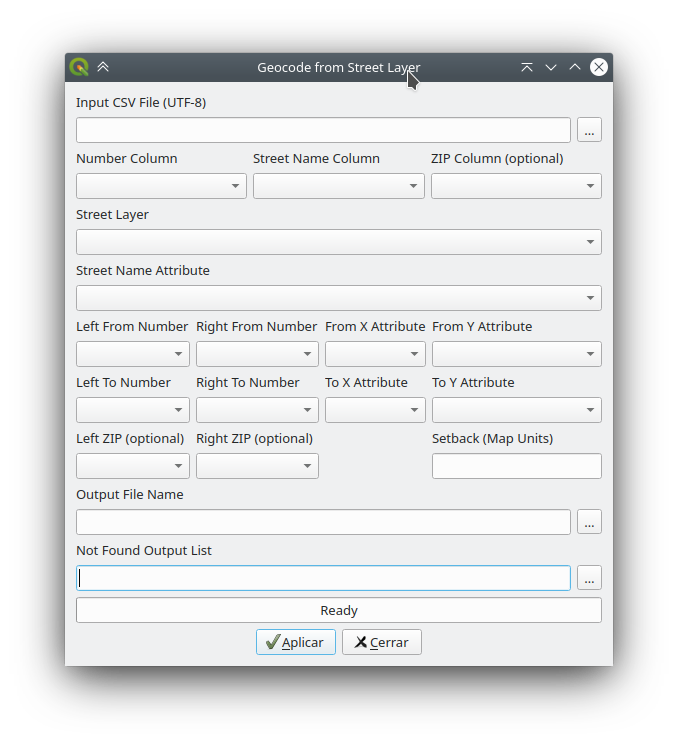 Geocode from Street Layer
Input CSV File (UTF-8)
...
Number Column Street Name Column ZIP Column (optional)
Street Layer
Street Name Attribute
Left From Number Right From Number From X Attribute From Y Attribute
Left To Number Right To Number To X Attribute To Y Attribute
Left ZIP (optional) Right ZIP (optional) Setback (Map Units)
Output File Name
...
Not Found Output List
...
Ready
Aplicar Cerrar